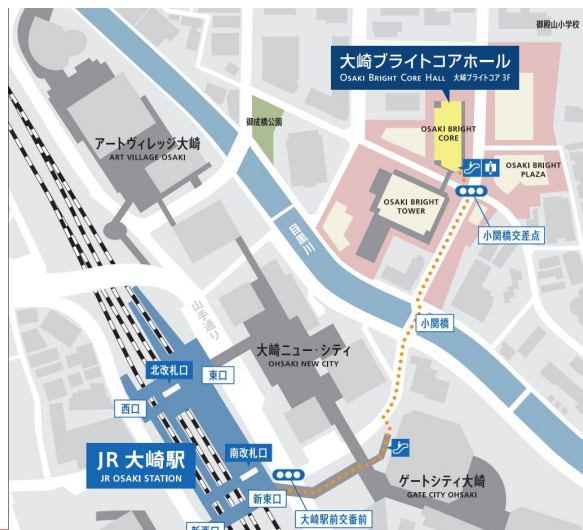 御殿山小学校
大崎ブライトコアホール
OSAKI BRIGHT CORE HALL 大崎ブライトコア 3F
御成橋公園
アートヴィレッジ大崎
ART VILLAGE OSAKI
OSAKI BRIGHT
CORE
OSAKI BRIGHT
PLAZA
OSAKI BRIGHT
TOWER
小関橋交差点
目黒川
山手通り
小関橋
大崎ニュー・シティ
OHSAKI NEW CITY
北改札口
東口
西口
JR 大崎駅
JR OSAKI STATION
南改札口
ゲートシティ大崎
GATE CITY OHSAKI
新東口
大崎駅前交番前
新西口